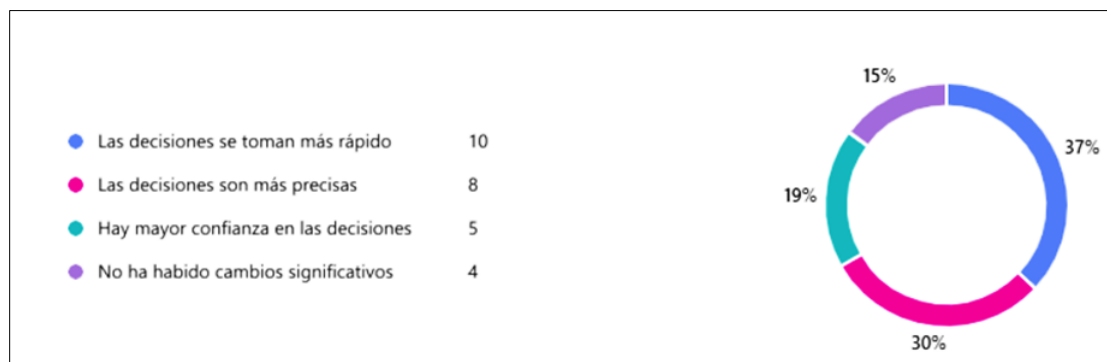 Las decisiones se toman más rápido 10
Las decisiones son más precisas 8
Hay mayor confianza en las decisiones 5
No ha habido cambios significativos 4
15%
37%
19%
30%